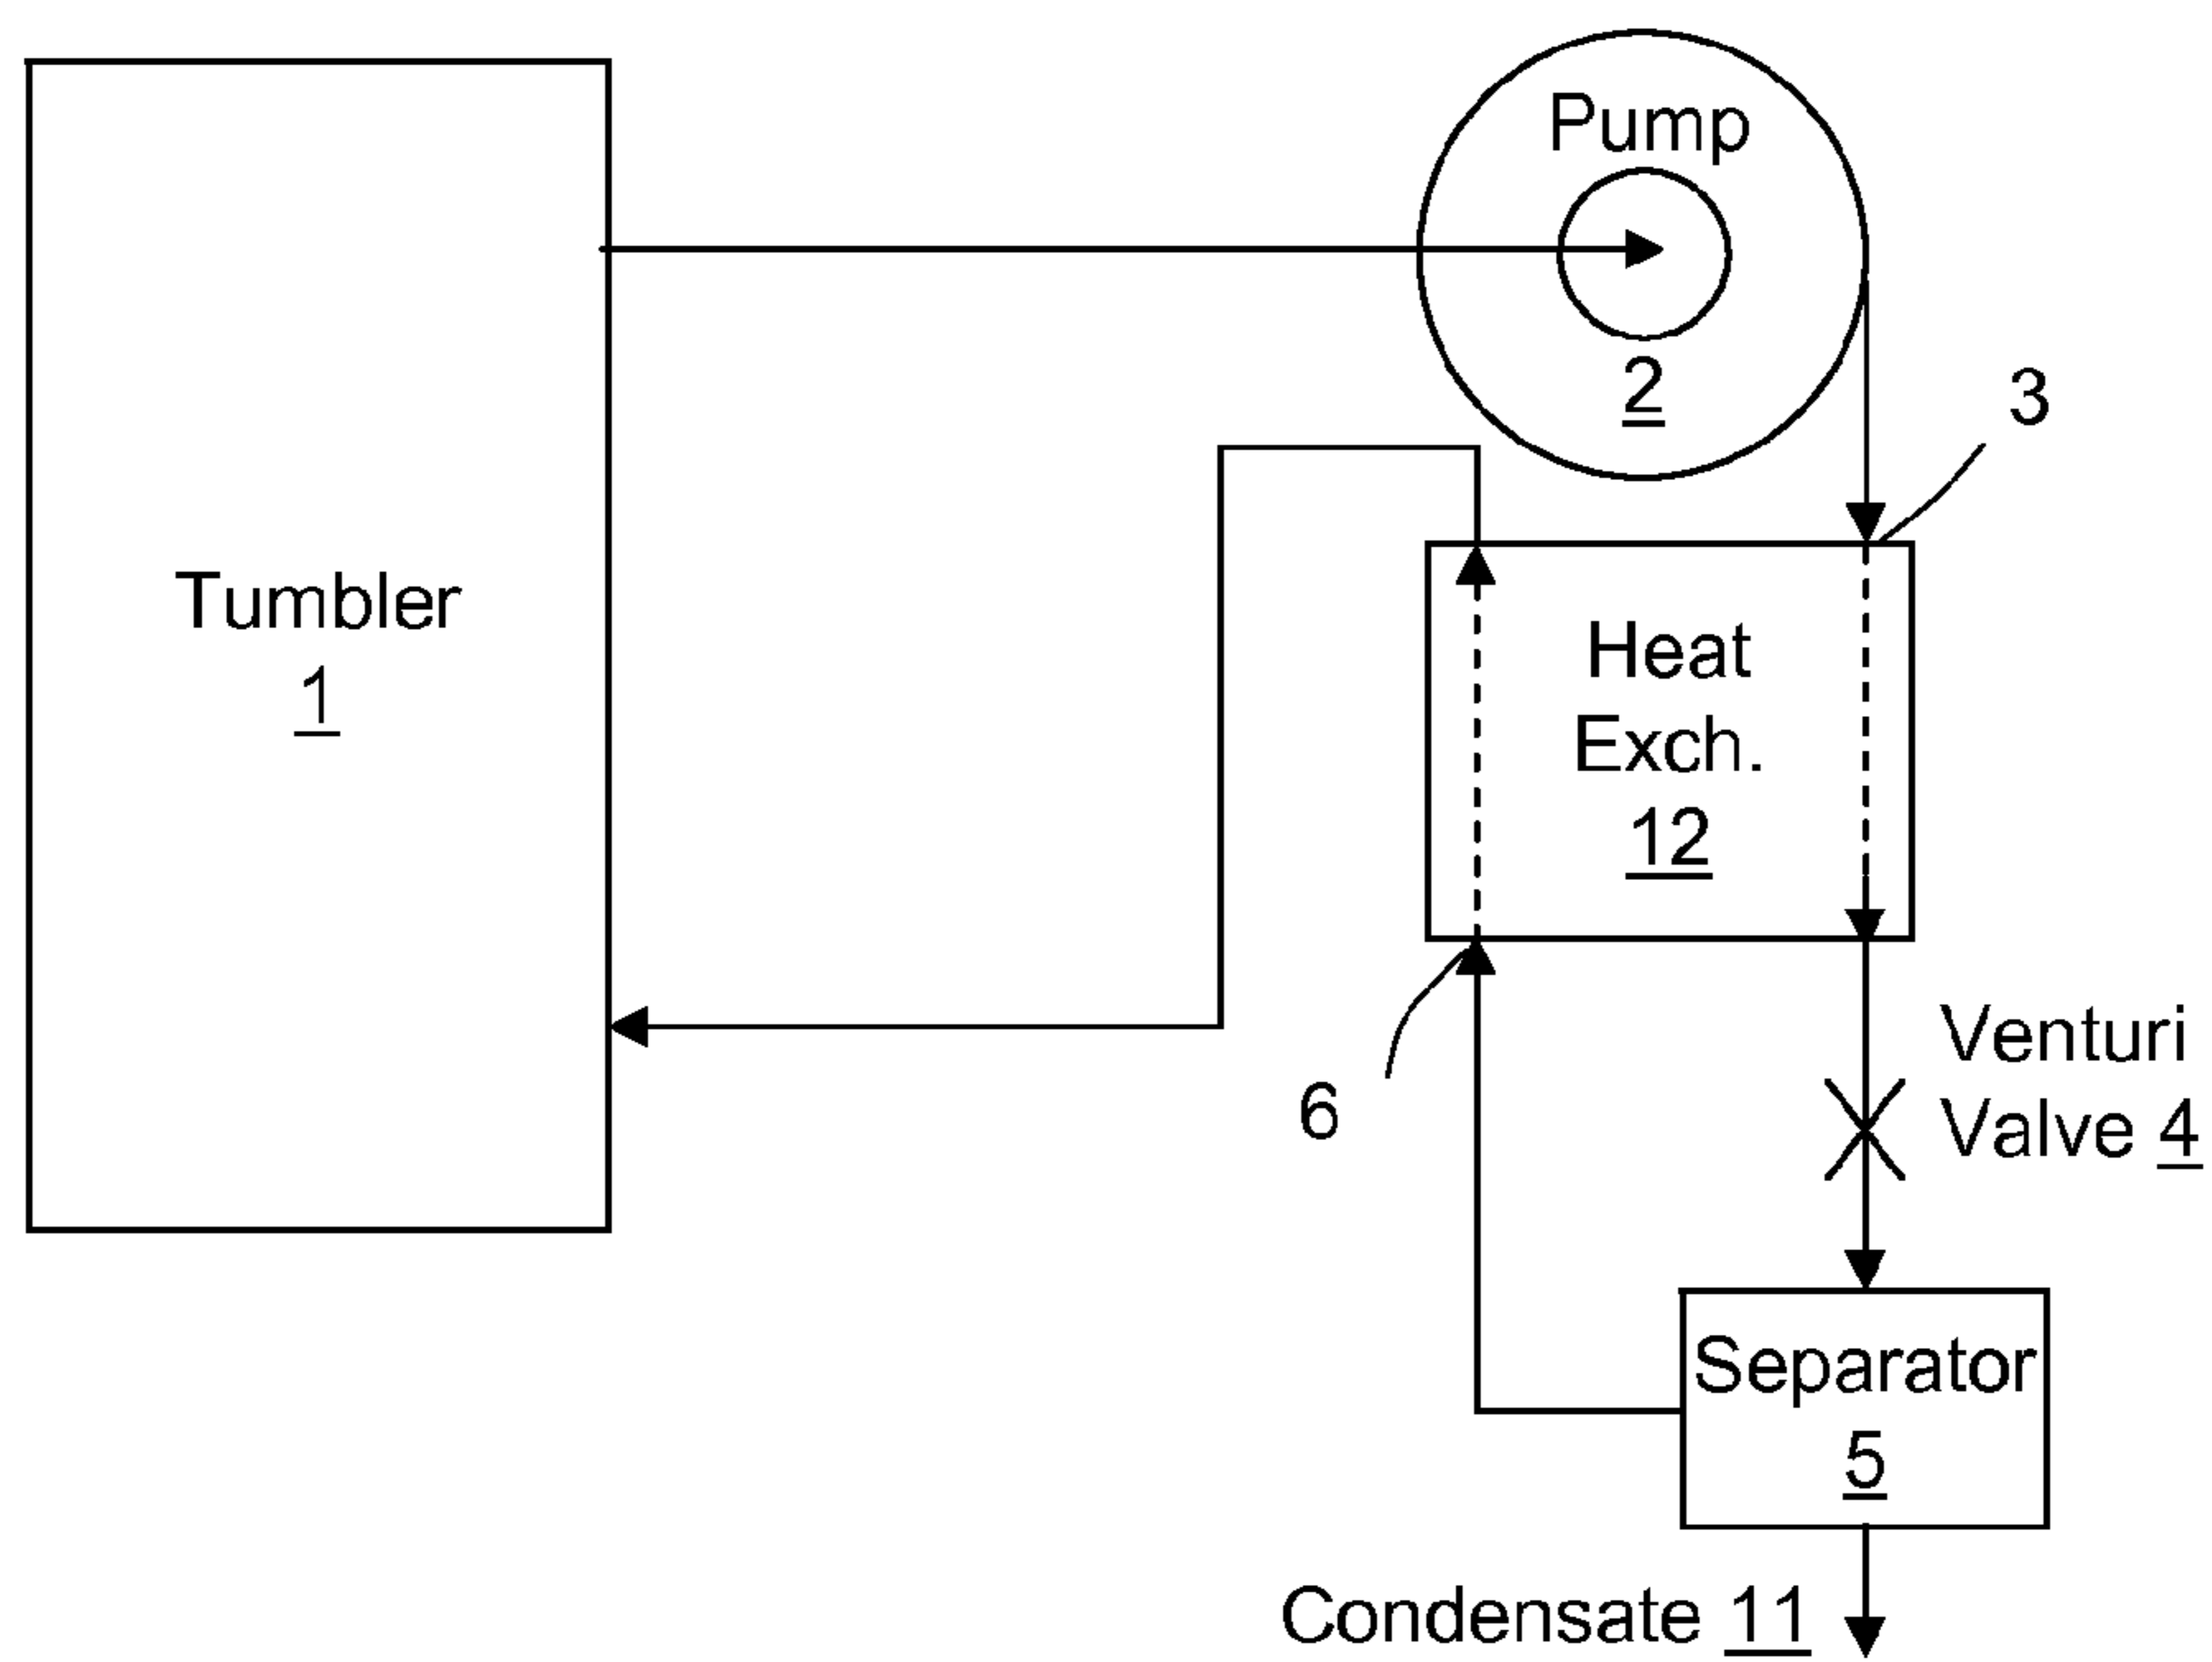 Pump
2
3
Tumbler
1
Heat
Exch.
12
6
Venturi
Valve 4
Separator
5
Condensate 11